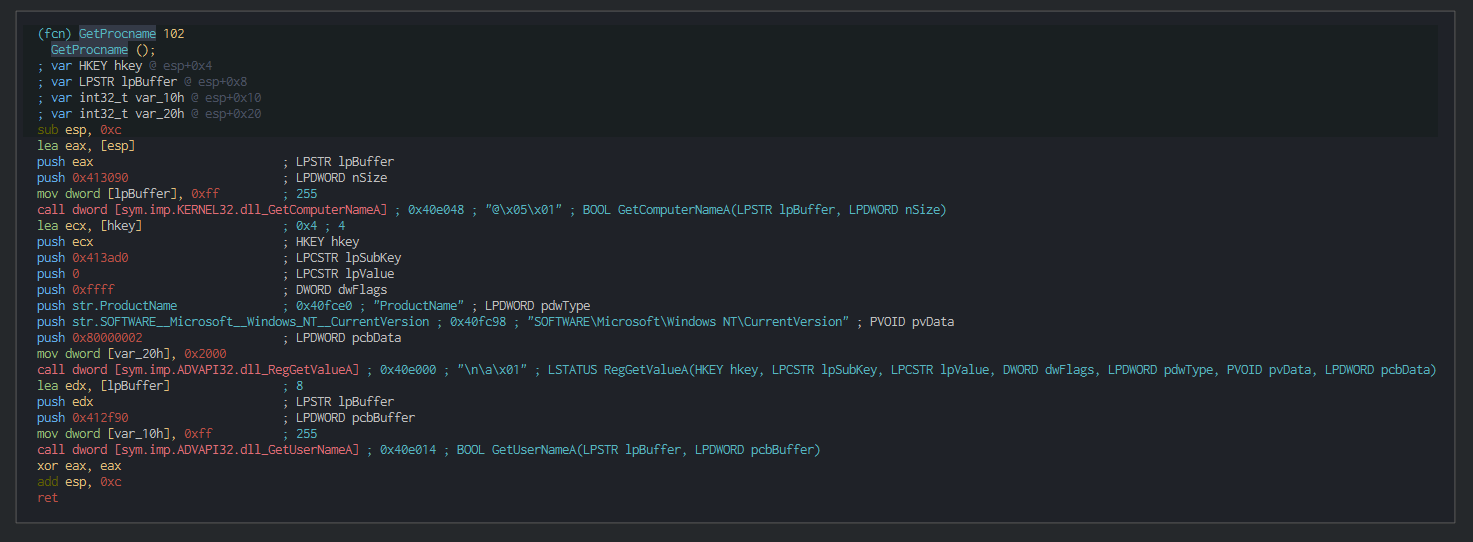 (fcn) GetProcname 102
GetProcname ();
; var HKEY hkey @ esp+0x4
; var LPSTR lpBuffer @ esp+0x8
; var int32_t var_10h @ esp+0x10
; var int32_t var_20h @ esp+0x20
sub esp, 0xc
lea eax, [esp]
push eax ; LPSTR lpBuffer
push 0x413090 ; LPDWORD nSize
mov dword [lpBuffer], 0xff ; 255
call dword [sym.imp.KERNEL32.dll_GetComputerNameA] ; 0x40e048 ; "@\x05\x01" ; BOOL GetComputerNameA(LPSTR lpBuffer, LPDWORD nSize)
lea ecx, [hkey] ; 0x4 ; 4
push ecx ; HKEY hkey
push 0x413ad0 ; LPCSTR lpSubKey
push 0 ; LPCSTR lpValue
push 0xffff ; DWORD dwFlags
push str.ProductName ; 0x40fce0 ; "ProductName" ; LPDWORD pdwType
push str.SOFTWARE__Microsoft__Windows_NT__CurrentVersion ; 0x40fc98 ; "SOFTWARE\Microsoft\Windows NT\CurrentVersion" ; PVOID pvData
push 0x80000002 ; LPDWORD pcbData
mov dword [var_20h], 0x2000
call dword [sym.imp.ADVAPI32.dll_RegGetValueA] ; 0x40e000 ; "\n\a\x01" ; LSTATUS RegGetValueA(HKEY hkey, LPCSTR lpSubKey, LPCSTR lpValue, DWORD dwFlags, LPDWORD pdwType, PVOID pvData, LPDWORD pcbData)
lea edx, [lpBuffer] ; 8
push edx ; LPSTR lpBuffer
push 0x412f90 ; LPDWORD pcbBuffer
mov dword [var_10h], 0xff ; 255
call dword [sym.imp.ADVAPI32.dll_GetUserNameA] ; 0x40e014 ; BOOL GetUserNameA(LPSTR lpBuffer, LPDWORD pcbBuffer)
xor eax, eax
add esp, 0xc
ret